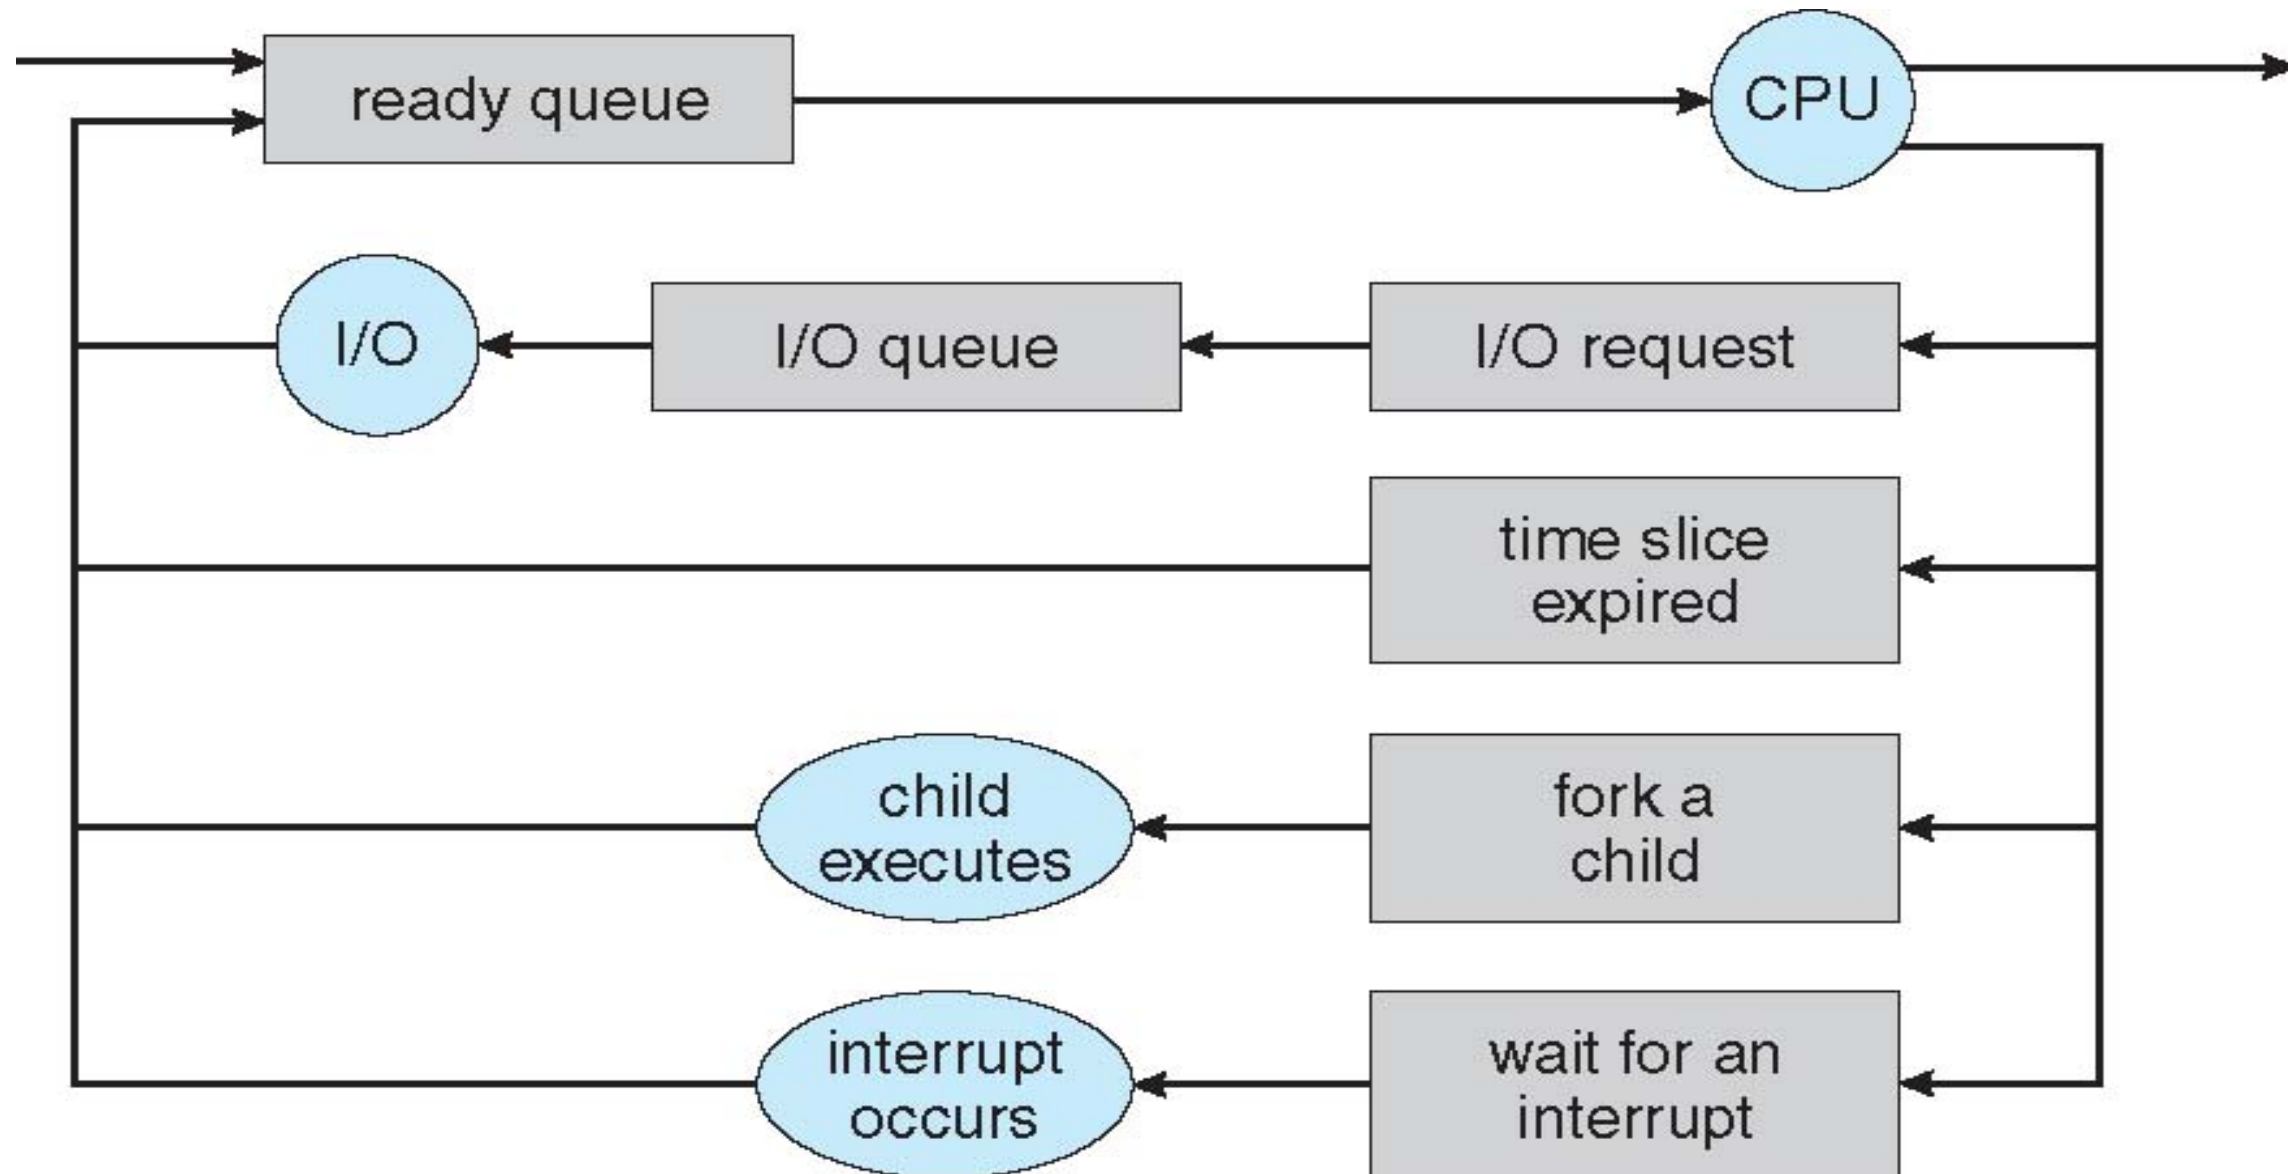 ready queue
CPU
I/O
I/O queue
I/O request
time slice
expired
child
executes
fork a
child
interrupt
occurs
wait for an
interrupt